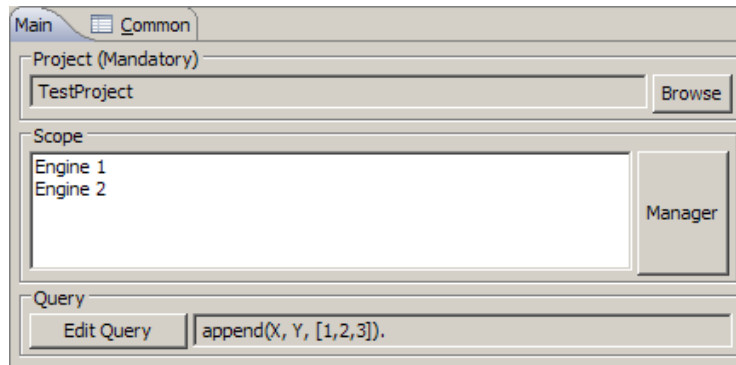 Main
Common
Project (Mandatory)
TestProject
Browse
Scope
Engine 1
Engine 2
Manager
Query
Edit Query
append(X, Y, [1,2,3]).